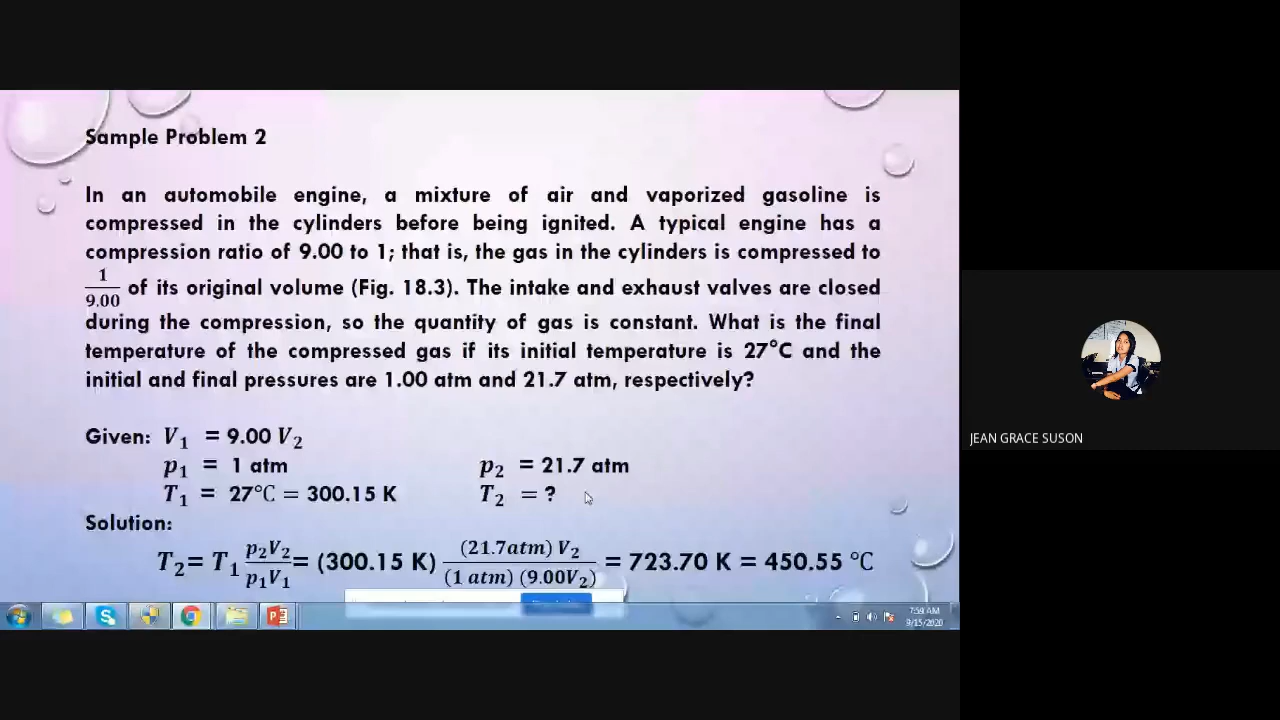 Sample Problem 2
In an automobile engine, a mixture of air and vaporized gasoline is
compressed in the cylinders before being ignited. A typical engine has a
compression ratio of 9.00 to 1; that is, the gas in the cylinders is compressed to
1/9.00 of its original volume (Fig. 18.3). The intake and exhaust valves are closed
during the compression, so the quantity of gas is constant. What is the final
temperature of the compressed gas if its initial temperature is 27°C and the
initial and final pressures are 1.00 atm and 21.7 atm, respectively?
Given: V₁ = 9.00 V₂
p₁ = 1 atm p₂ = 21.7 atm
T₁ = 27°C = 300.15 K T₂ = ?
Solution:
T₂= T₁ p₂V₂/p₁V₁ = (300.15 K) (21.7atm) V₂/(1 atm) (9.00V₂) = 723.70 K = 450.55 °C
JEAN GRACE SUSON
7:59 AM
9/15/2020